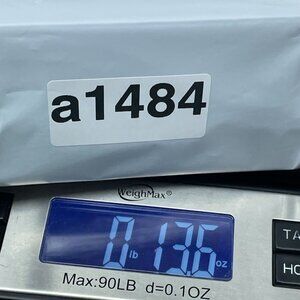 a1484
WeighMax®
0 lb 13.6 oz
TA
HO
Max:90LB d=0.1OZ